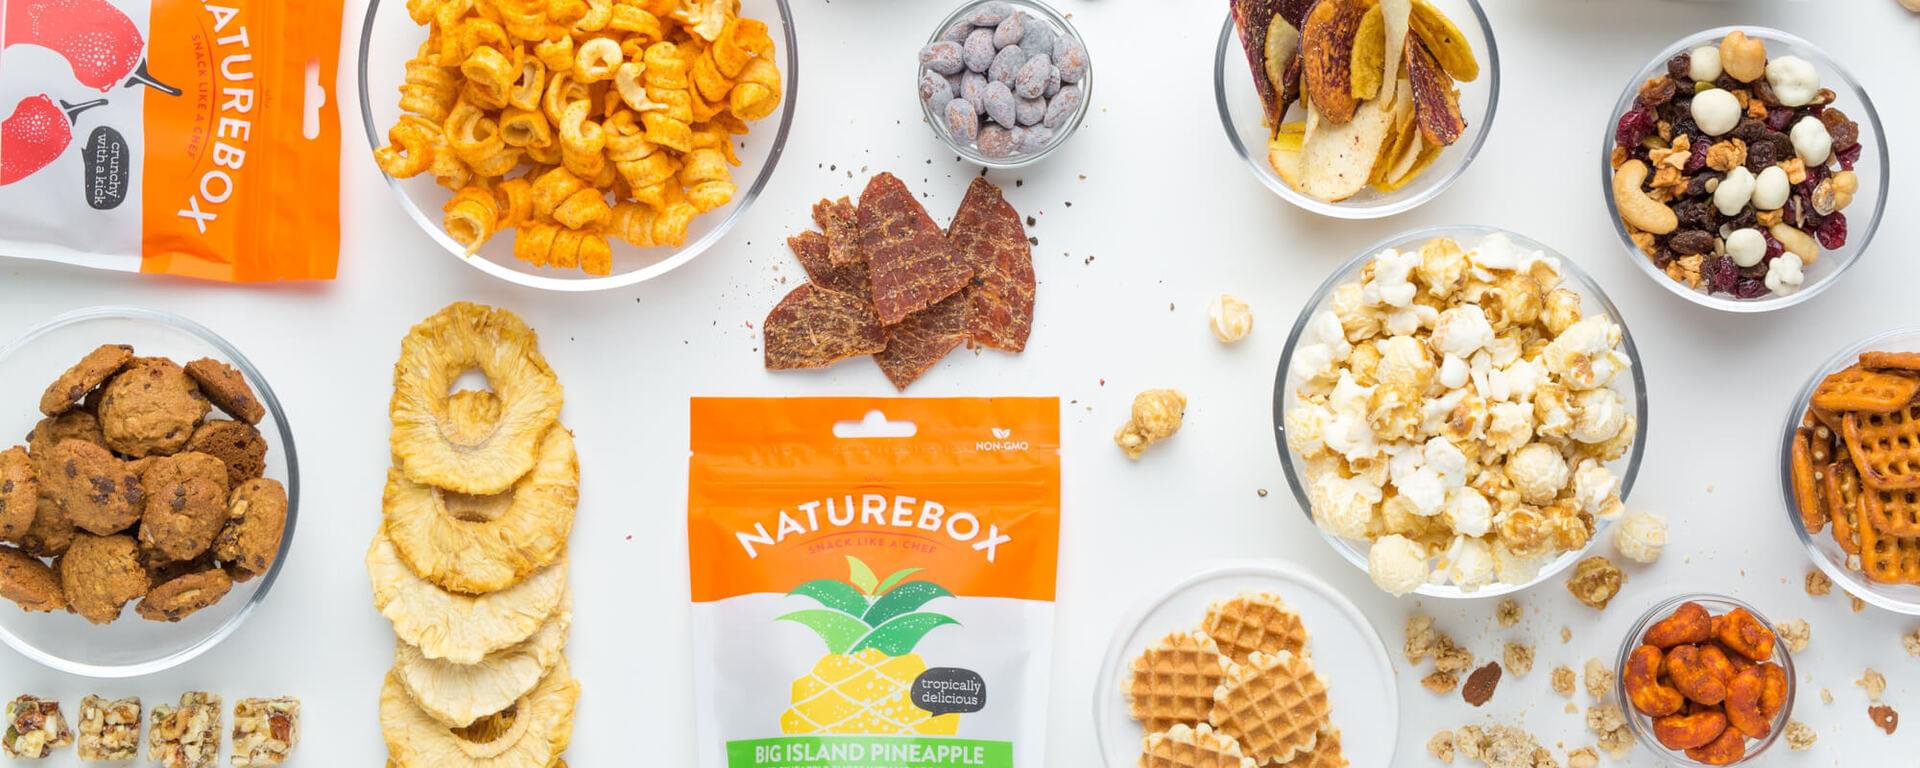 NATUREBOX
SNACK LIKE A CHEF
crunchy
with a kick
NON-GMO
NATUREBOX
SNACK LIKE A CHEF
tropically
delicious
BIG ISLAND PINEAPPLE